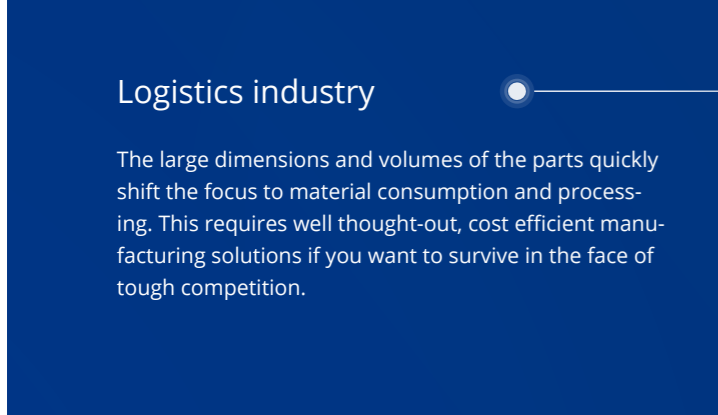 Logistics industry
The large dimensions and volumes of the parts quickly
shift the focus to material consumption and process-
ing. This requires well thought-out, cost efficient manu-
facturing solutions if you want to survive in the face of
tough competition.